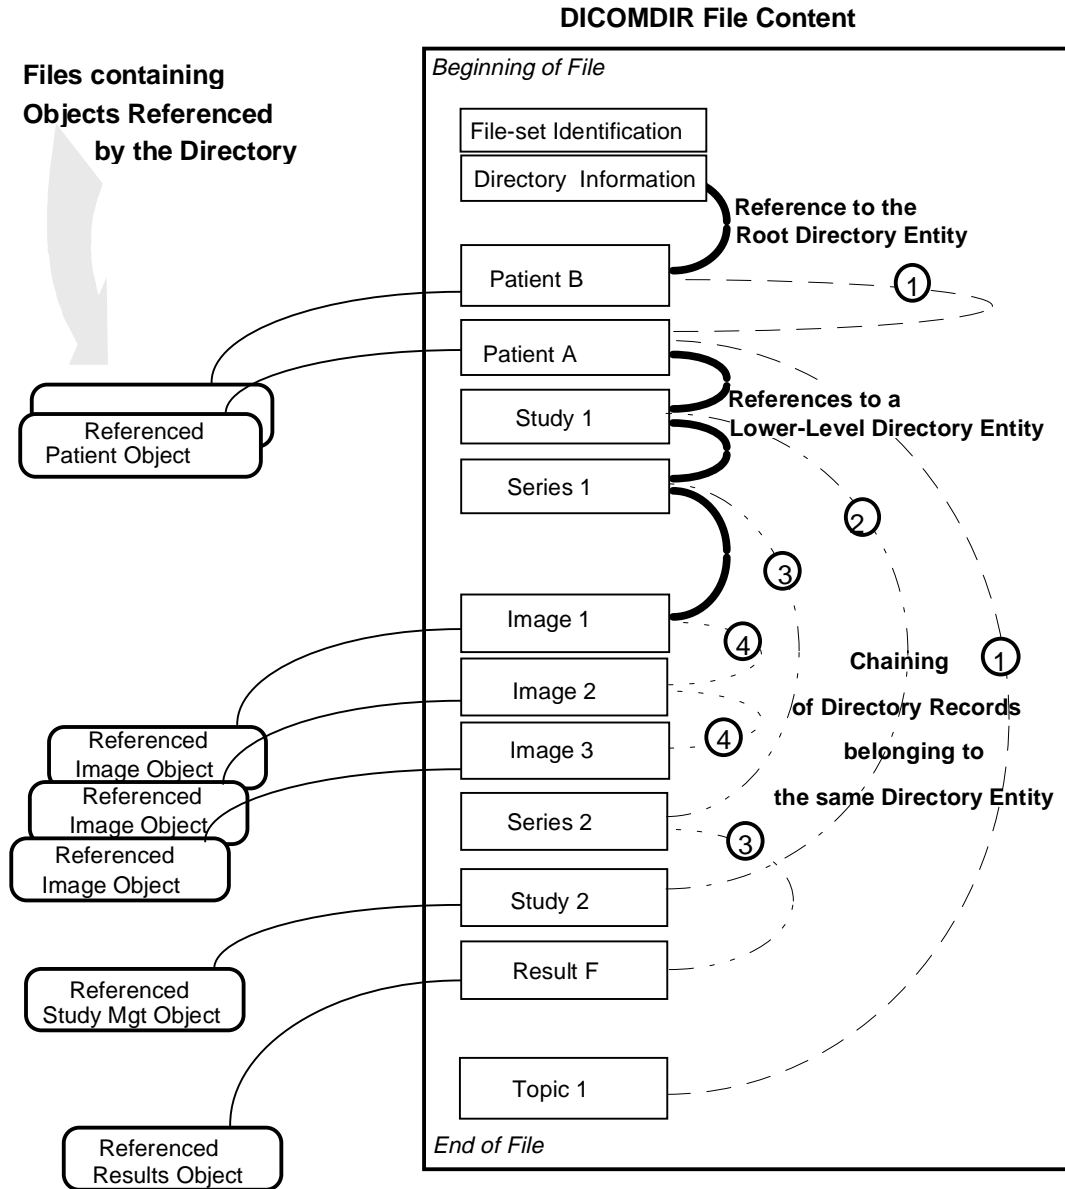 DICOMDIR File Content
Files containing
Objects Referenced
by the Directory
Beginning of File
File-set Identification
Directory Information
Reference to the
Root Directory Entity
Patient B
1
Patient A
Study 1
References to a
Lower-Level Directory Entity
Referenced
Patient Object
Series 1
2
3
Image 1
4
Chaining
1
Image 2
of Directory Records
Image 3
4
belonging to
Referenced
Image Object
Referenced
Image Object
the same Directory Entity
Series 2
3
Referenced
Image Object
Study 2
Result F
Referenced
Study Mgt Object
Topic 1
End of File
Referenced
Results Object